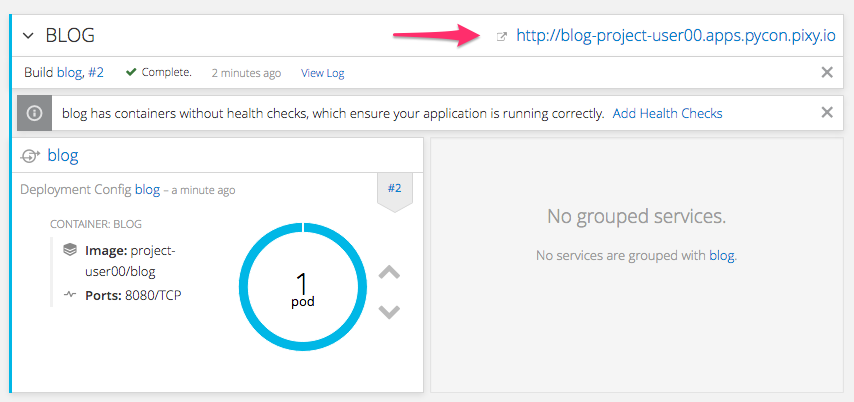 BLOG
http://blog-project-user00.apps.pycon.pixy.io
Build blog, #2 Complete. 2 minutes ago View Log
blog has containers without health checks, which ensure your application is running correctly. Add Health Checks
blog
Deployment Config blog – a minute ago
#2
CONTAINER: BLOG
Image: project-
user00/blog
Ports: 8080/TCP
1
pod
No grouped services.
No services are grouped with blog.